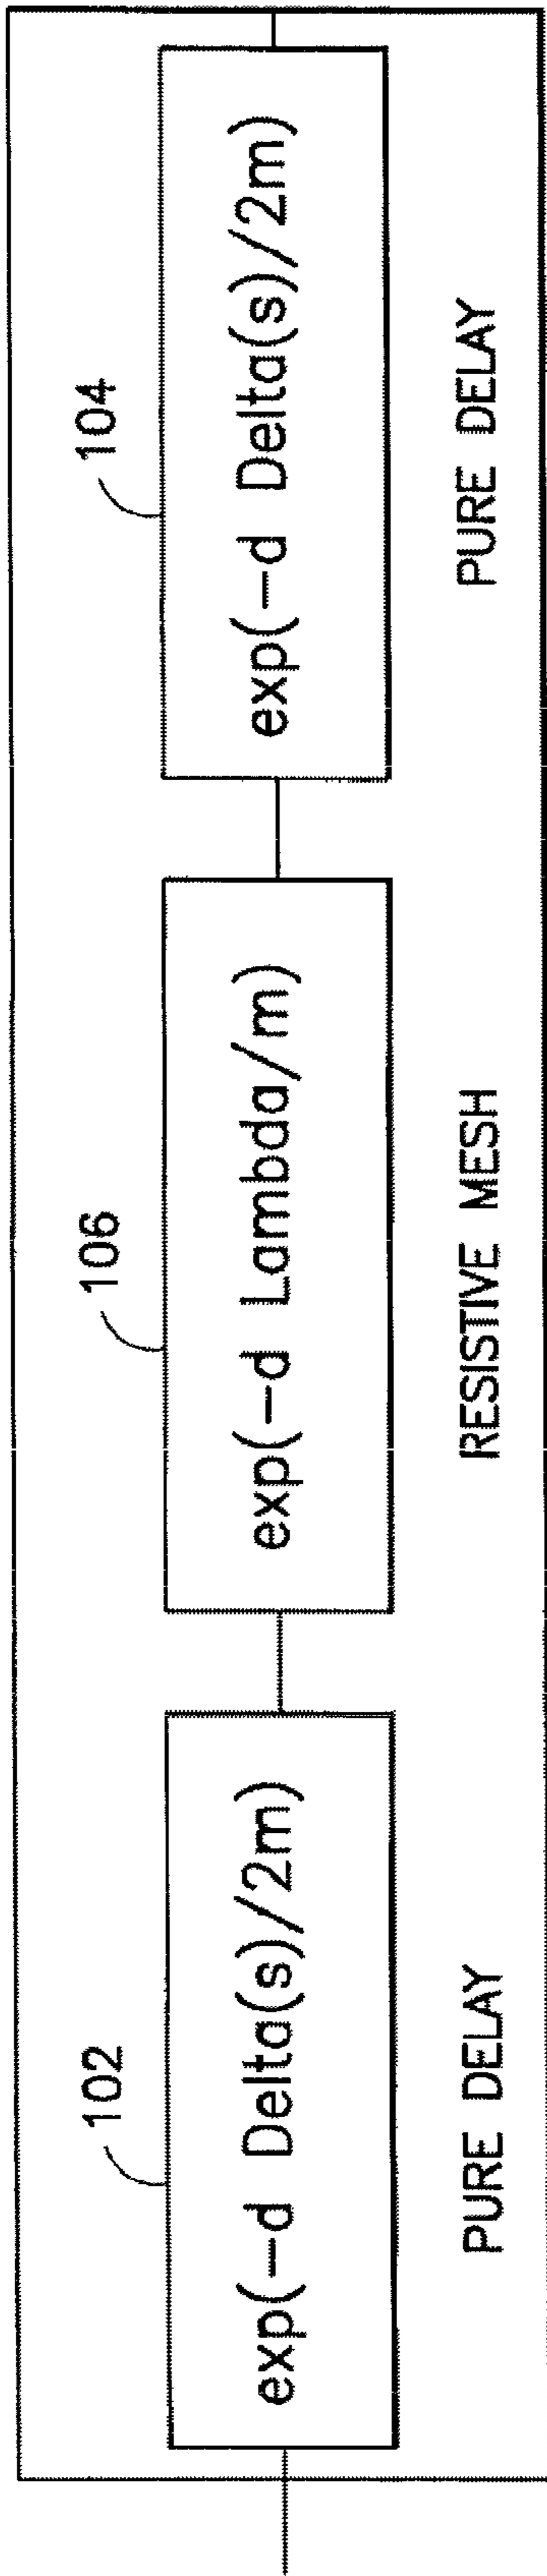 102
exp(-d Delta(s)/2m)
PURE DELAY
106
exp(-d Lambda/m)
RESISTIVE MESH
104
exp(-d Delta(s)/2m)
PURE DELAY